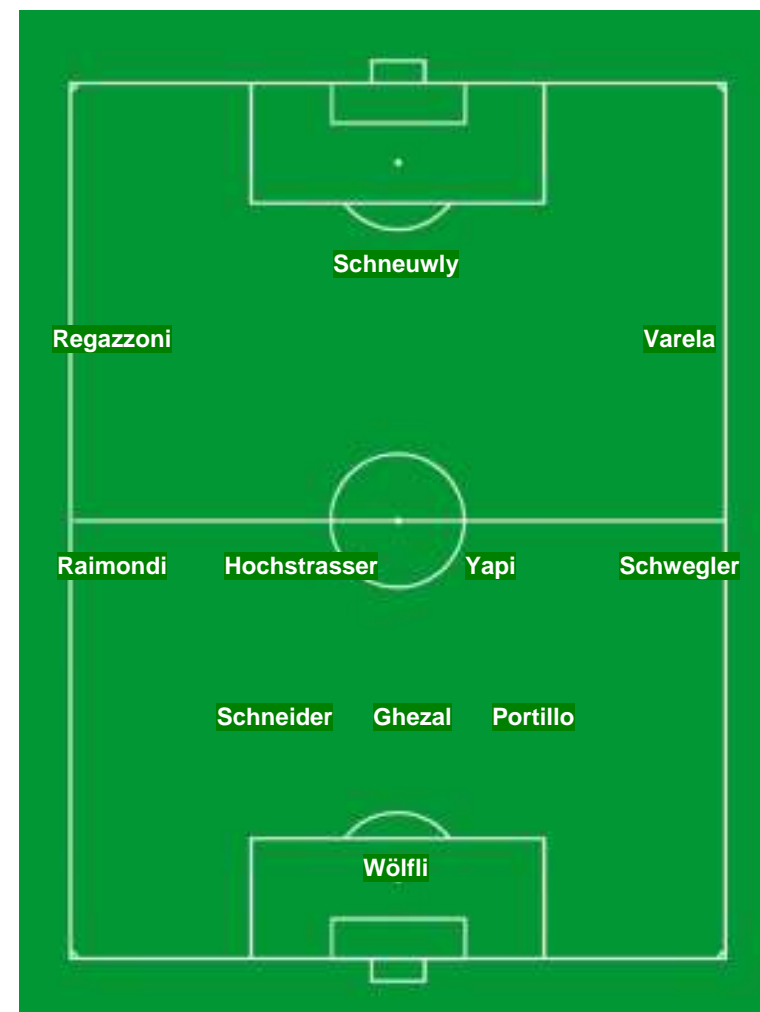 Schneuwly
Regazzoni Varela
Raimondi Hochstrasser Yapi Schwegler
Schneider Ghezal Portillo
Wölfli